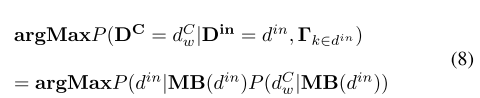 argMaxP(D^C = d_w^C|D^in = d^in, Γ_{k∈d^in})
= argMaxP(d^in|MB(d^in)P(d_w^C|MB(d^in))
(8)